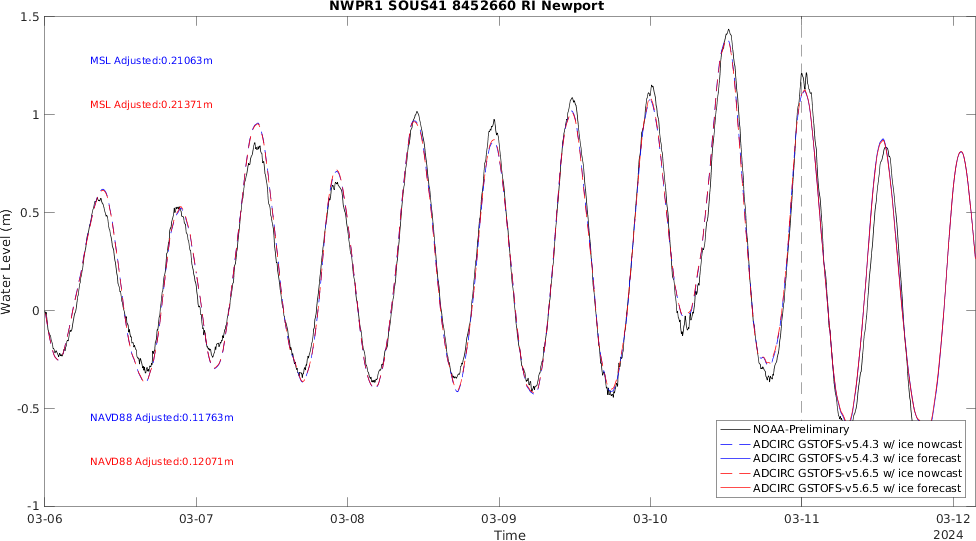 NWPR1 SOUS41 8452660 RI Newport
1.5
MSL Adjusted:0.21063m
MSL Adjusted:0.21371m
1
0.5
Water Level (m)
0
-0.5
NAVD88 Adjusted:0.11763m
NAVD88 Adjusted:0.12071m
NOAA-Preliminary
ADCIRC GSTOFS-v5.4.3 w/ ice nowcast
ADCIRC GSTOFS-v5.4.3 w/ ice forecast
ADCIRC GSTOFS-v5.6.5 w/ ice nowcast
ADCIRC GSTOFS-v5.6.5 w/ ice forecast
-1
03-06 03-07 03-08 03-09 03-10 03-11 03-12
Time 2024